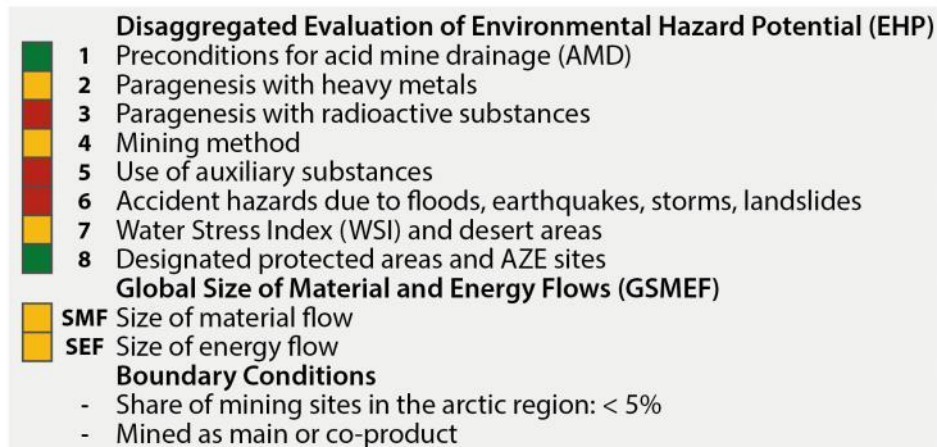 Disaggregated Evaluation of Environmental Hazard Potential (EHP)
1 Preconditions for acid mine drainage (AMD)
2 Paragenesis with heavy metals
3 Paragenesis with radioactive substances
4 Mining method
5 Use of auxiliary substances
6 Accident hazards due to floods, earthquakes, storms, landslides
7 Water Stress Index (WSI) and desert areas
8 Designated protected areas and AZE sites
Global Size of Material and Energy Flows (GSMEF)
SMF Size of material flow
SEF Size of energy flow
Boundary Conditions
- Share of mining sites in the arctic region: < 5%
- Mined as main or co-product